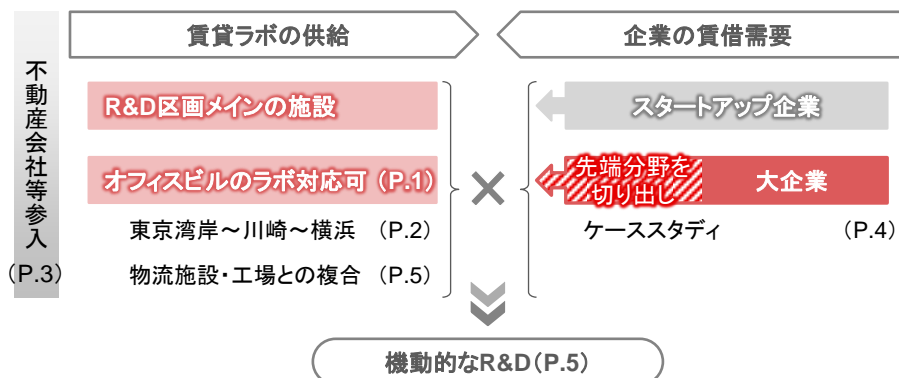 賃貸ラボの供給
企業の賃借需要
不動産会社等参入
(P.3)
R&D区画メインの施設
オフィスビルのラボ対応可 (P.1)
東京湾岸～川崎～横浜 (P.2)
物流施設・工場との複合 (P.5)
×
スタートアップ企業
先端分野を
切り出し
大企業
ケーススタディ (P.4)
機動的なR&D(P.5)